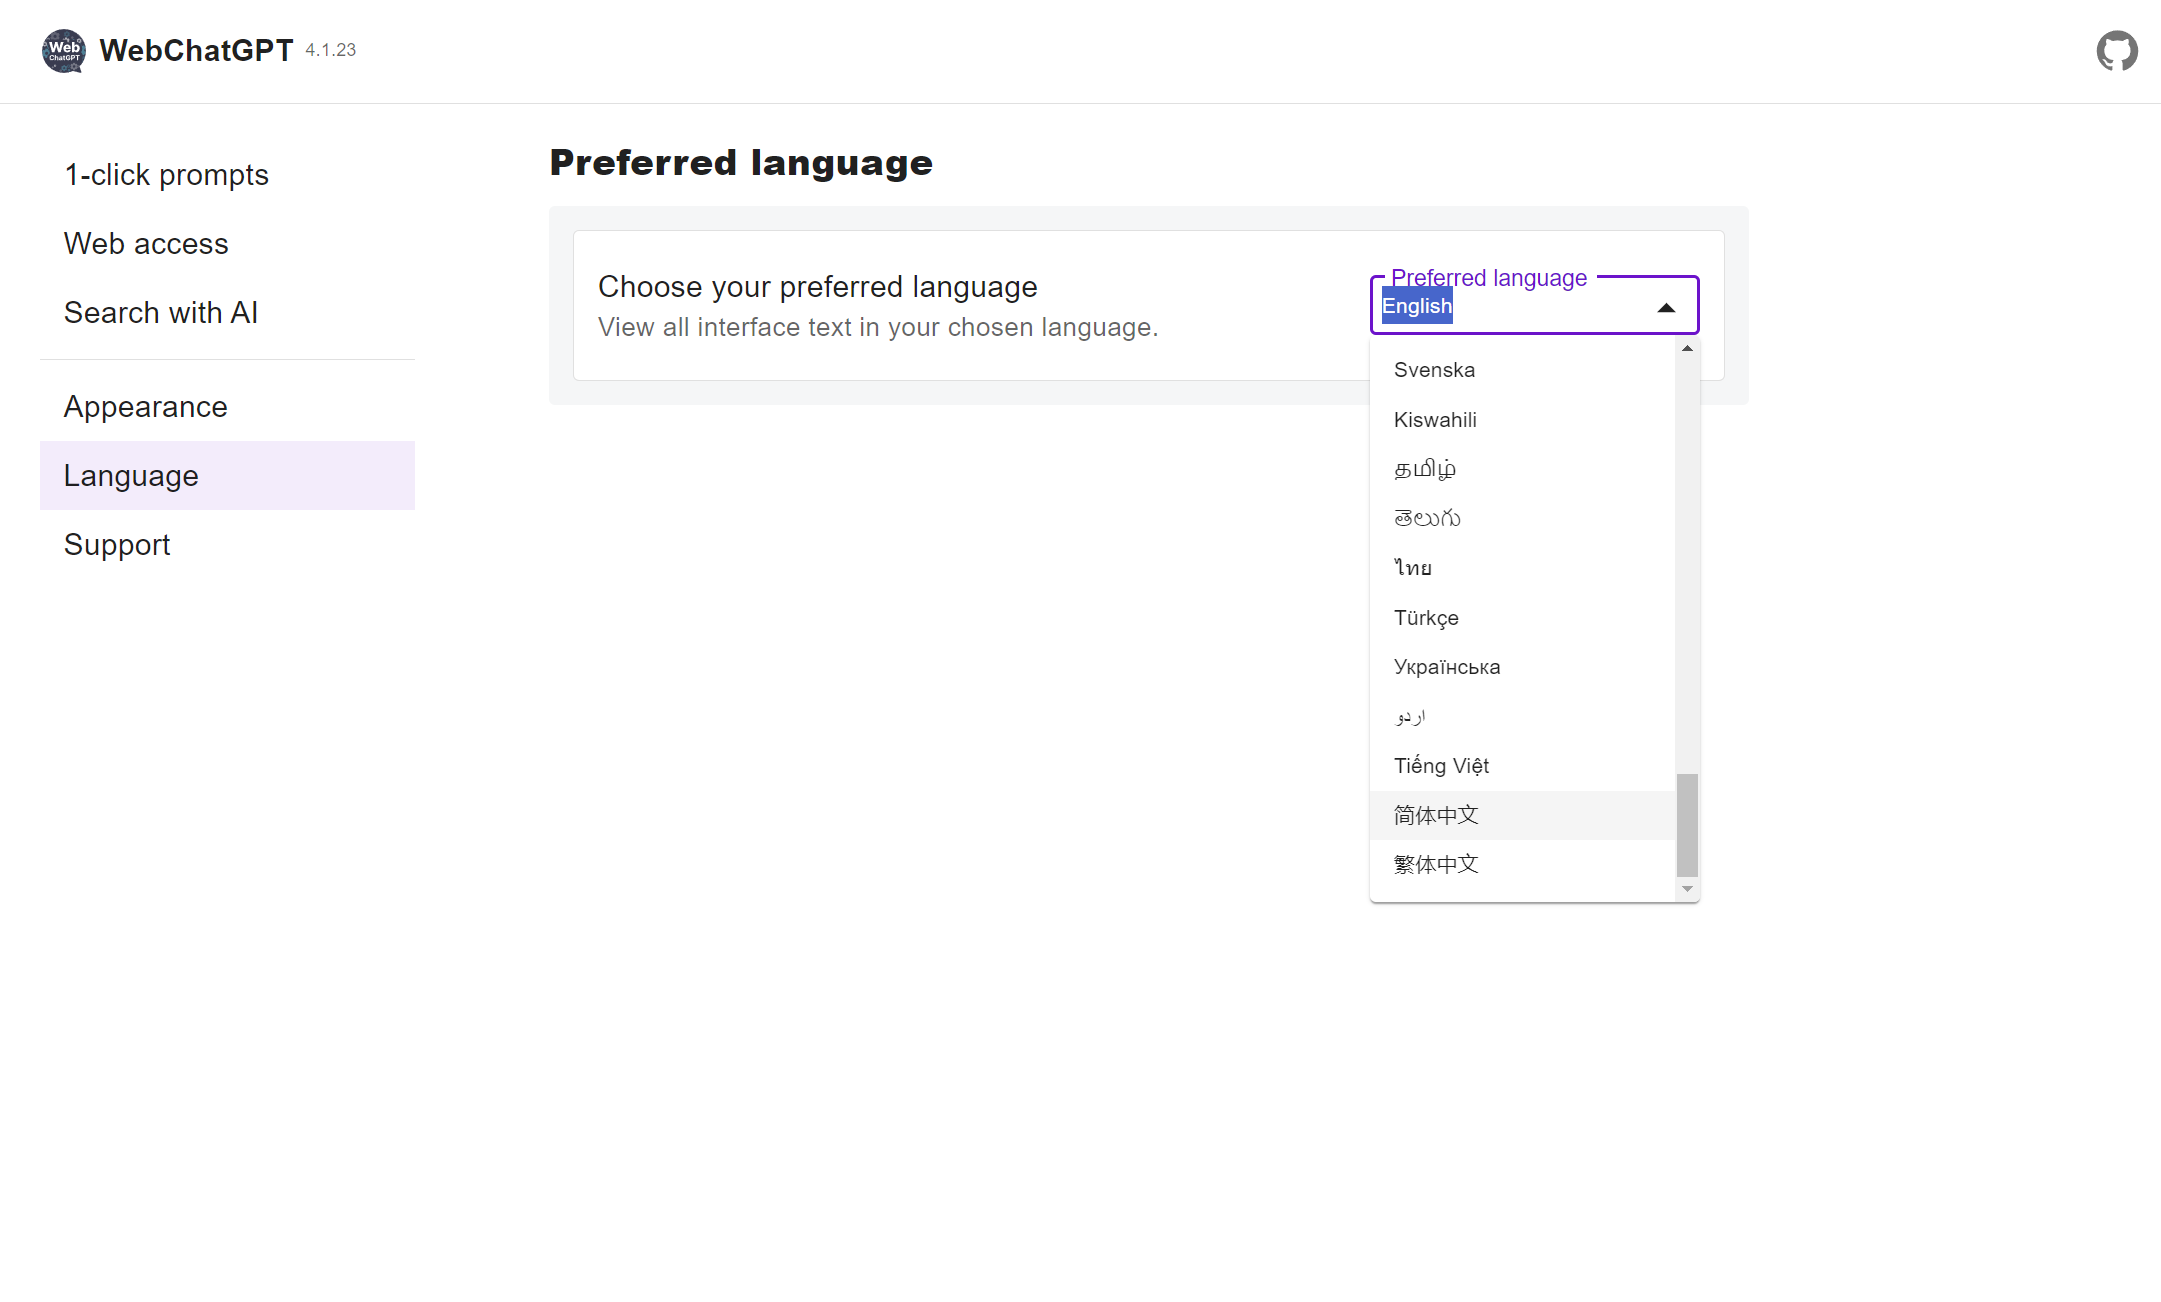 Web
ChatGPT
WebChatGPT 4.1.23
1-click prompts
Web access
Search with AI
Appearance
Language
Support
Preferred language
Choose your preferred language
View all interface text in your chosen language.
Preferred language
English
Svenska
Kiswahili
தமிழ்
తెలుగు
ไทย
Türkçe
Українська
اردو
Tiếng Việt
简体中文
繁体中文